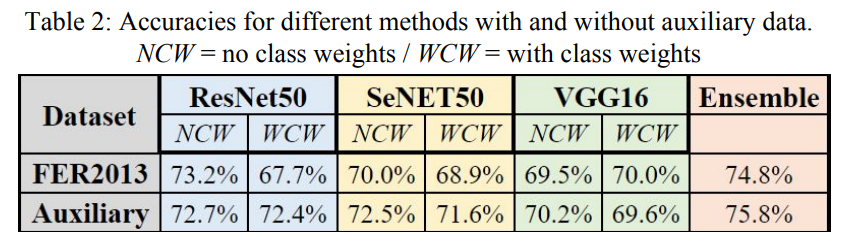 Table 2: Accuracies for different methods with and without auxiliary data.
NCW = no class weights / WCW = with class weights
Dataset ResNet50 SeNET50 VGG16 Ensemble
NCW WCW NCW WCW NCW WCW
FER2013 73.2% 67.7% 70.0% 68.9% 69.5% 70.0% 74.8%
Auxiliary 72.7% 72.4% 72.5% 71.6% 70.2% 69.6% 75.8%